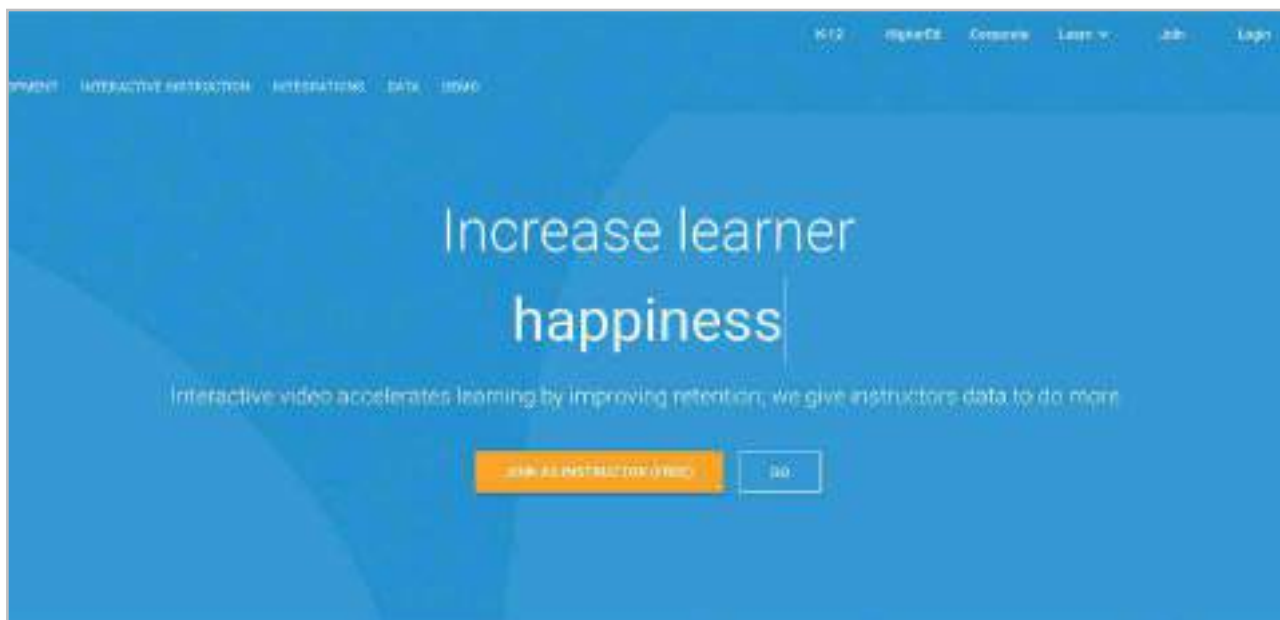 K-12 HigherEd Corporate Learn Join Login
OPMENT INTERACTIVE INSTRUCTION INTEGRATIONS DATA DEMO
Increase learner
happiness
Interactive video accelerates learning by improving retention, we give instructors data to do more
JOIN AS INSTRUCTOR (FREE) GO